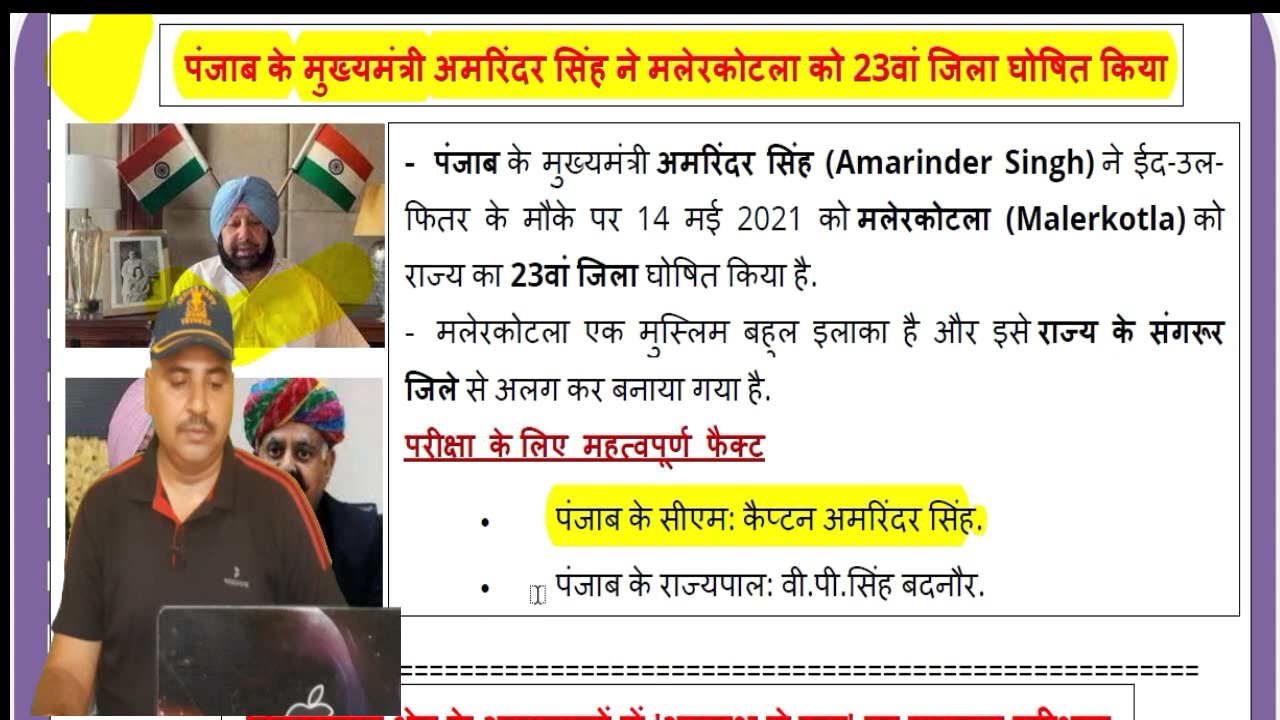 पंजाब के मुख्यमंत्री अमरिंदर सिंह ने मलेरकोटला को 23वां जिला घोषित किया
- पंजाब के मुख्यमंत्री अमरिंदर सिंह (Amarinder Singh) ने ईद-उल-
फितर के मौके पर 14 मई 2021 को मलेरकोटला (Malerkotla) को
राज्य का 23वां जिला घोषित किया है.
- मलेरकोटला एक मुस्लिम बहुल इलाका है और इसे राज्य के संगरूर
जिले से अलग कर बनाया गया है.
परीक्षा के लिए महत्वपूर्ण फैक्ट
• पंजाब के सीएम: कैप्टन अमरिंदर सिंह.
• पंजाब के राज्यपाल: वी.पी.सिंह बदनौर.